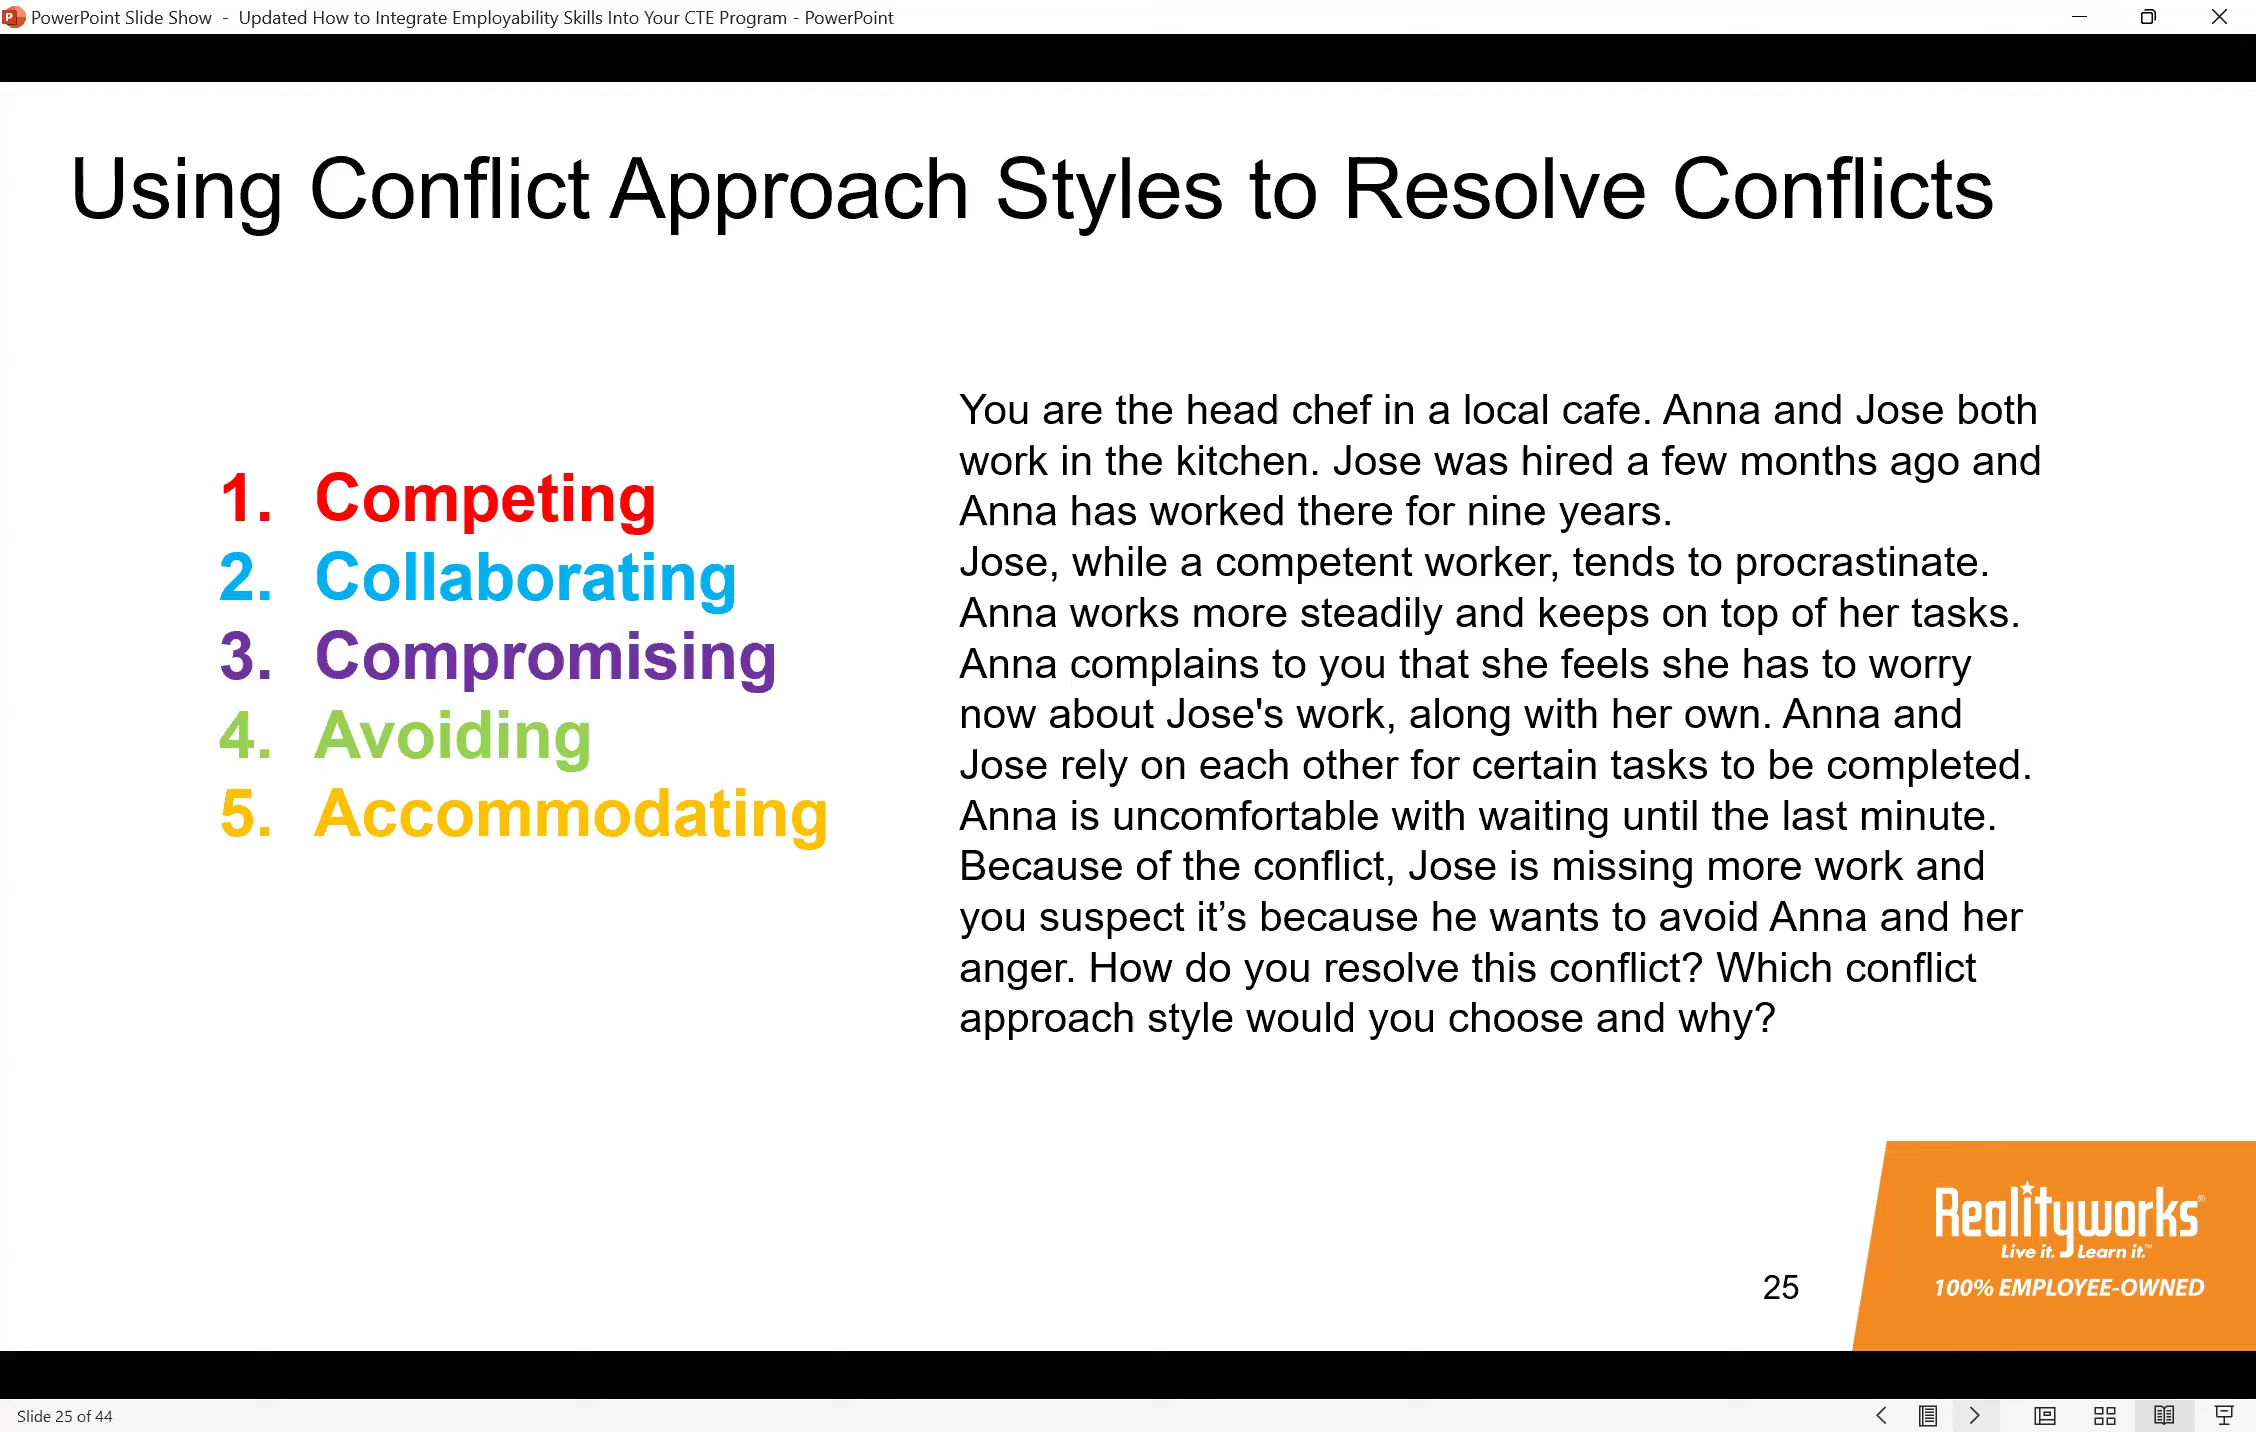 PowerPoint Slide Show - Updated How to Integrate Employability Skills Into Your CTE Program - PowerPoint
Using Conflict Approach Styles to Resolve Conflicts
1. Competing
2. Collaborating
3. Compromising
4. Avoiding
5. Accommodating
You are the head chef in a local cafe. Anna and Jose both
work in the kitchen. Jose was hired a few months ago and
Anna has worked there for nine years.
Jose, while a competent worker, tends to procrastinate.
Anna works more steadily and keeps on top of her tasks.
Anna complains to you that she feels she has to worry
now about Jose's work, along with her own. Anna and
Jose rely on each other for certain tasks to be completed.
Anna is uncomfortable with waiting until the last minute.
Because of the conflict, Jose is missing more work and
you suspect it’s because he wants to avoid Anna and her
anger. How do you resolve this conflict? Which conflict
approach style would you choose and why?
Realityworks®
Live it. Learn it.™
100% EMPLOYEE-OWNED
25
Slide 25 of 44